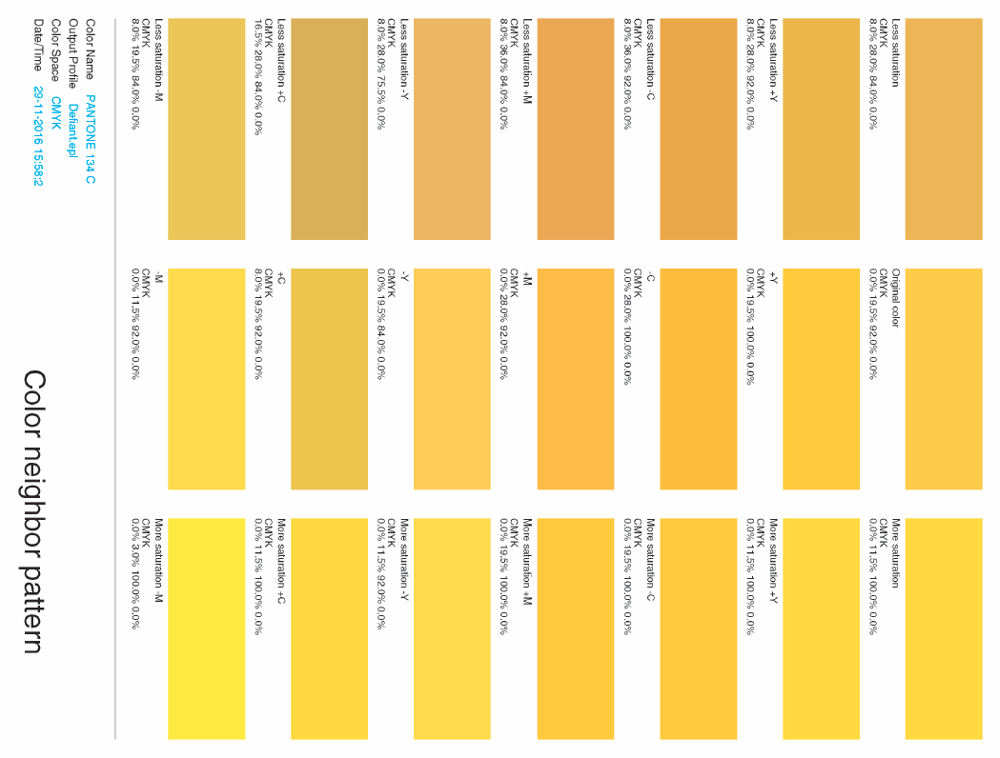 Less saturation
CMYK
8.0% 28.0% 84.0% 0.0%
Original color
CMYK
0.0% 19.5% 92.0% 0.0%
More saturation
CMYK
0.0% 11.5% 100.0% 0.0%
Less saturation +Y
CMYK
8.0% 28.0% 92.0% 0.0%
+Y
CMYK
0.0% 19.5% 100.0% 0.0%
More saturation +Y
CMYK
0.0% 11.5% 100.0% 0.0%
Less saturation -C
CMYK
8.0% 36.0% 92.0% 0.0%
-C
CMYK
0.0% 28.0% 100.0% 0.0%
More saturation -C
CMYK
0.0% 19.5% 100.0% 0.0%
Less saturation +M
CMYK
8.0% 36.0% 84.0% 0.0%
+M
CMYK
0.0% 28.0% 92.0% 0.0%
More saturation +M
CMYK
0.0% 19.5% 100.0% 0.0%
Less saturation -Y
CMYK
8.0% 28.0% 75.5% 0.0%
-Y
CMYK
0.0% 19.5% 84.0% 0.0%
More saturation -Y
CMYK
0.0% 11.5% 92.0% 0.0%
Less saturation +C
CMYK
16.5% 28.0% 84.0% 0.0%
+C
CMYK
8.0% 19.5% 92.0% 0.0%
More saturation +C
CMYK
0.0% 11.5% 100.0% 0.0%
Less saturation -M
CMYK
8.0% 19.5% 84.0% 0.0%
-M
CMYK
0.0% 11.5% 92.0% 0.0%
More saturation -M
CMYK
0.0% 3.0% 100.0% 0.0%
Color Name PANTONE 134 C
Output Profile Defiant.epl
Color Space CMYK
Date/Time 29-11-2016 15:58:2
Color neighbor pattern